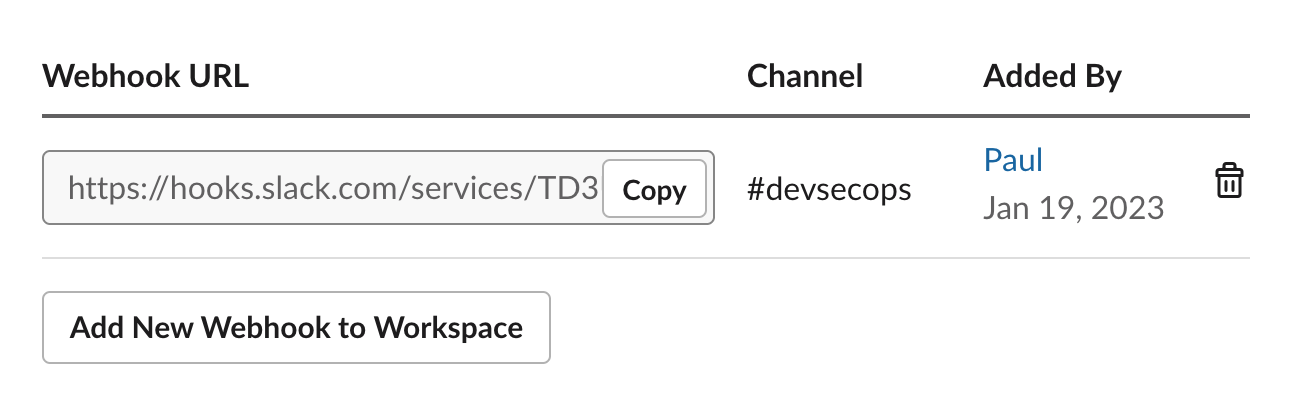 Webhook URL Channel Added By
https://hooks.slack.com/services/TD3 Copy #devsecops Paul
Jan 19, 2023
Add New Webhook to Workspace